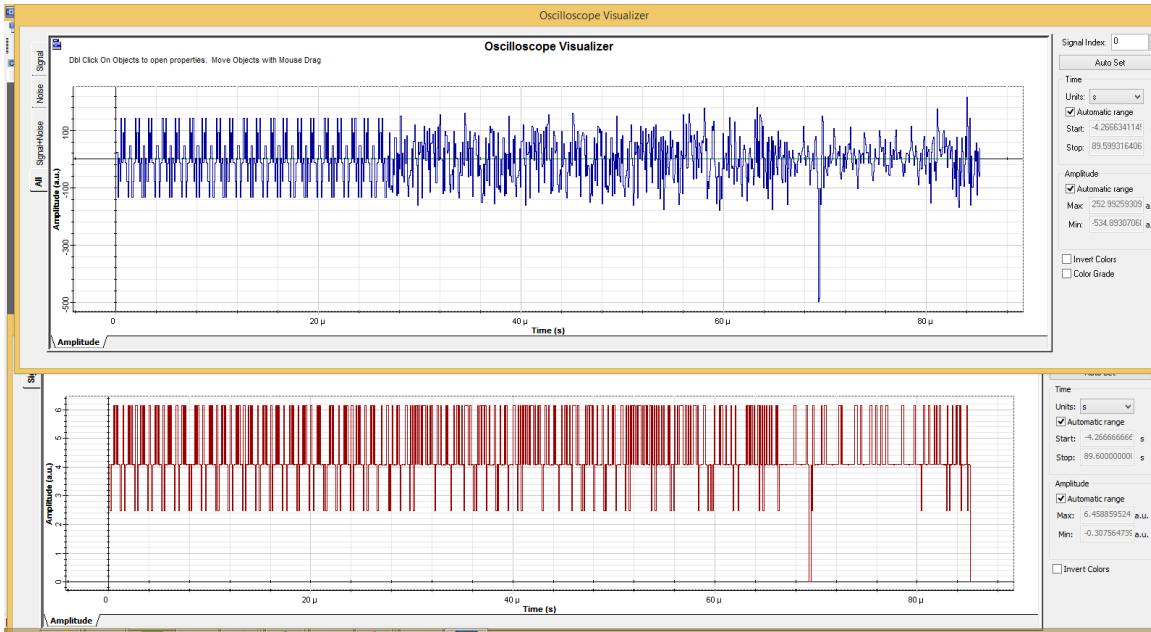 Oscilloscope Visualizer
Oscilloscope Visualizer
Dbl Click On Objects to open properties. Move Objects with Mouse Drag
Signal
Noise
Signal+Noise
All
Amplitude (a.u.)
100
-100
-300
-500
0
20 µ
40 µ
60 µ
80 µ
Time (s)
Amplitude
Signal Index: 0
Auto Set
Time
Units: s
Automatic range
Start: -4.2666341145
Stop: 89.599316406
Amplitude
Automatic range
Max: 252.99259309 a.
Min: -534.89307060 a.
Invert Colors
Color Grade
Amplitude (a.u.)
6
5
4
3
2
1
0
0
20 µ
40 µ
60 µ
80 µ
Time (s)
Amplitude
Time
Units: s
Automatic range
Start: -4.266666666 s
Stop: 89.60000000 s
Amplitude
Automatic range
Max: 6.458859524 a.u.
Min: -0.307564739 a.u.
Invert Colors